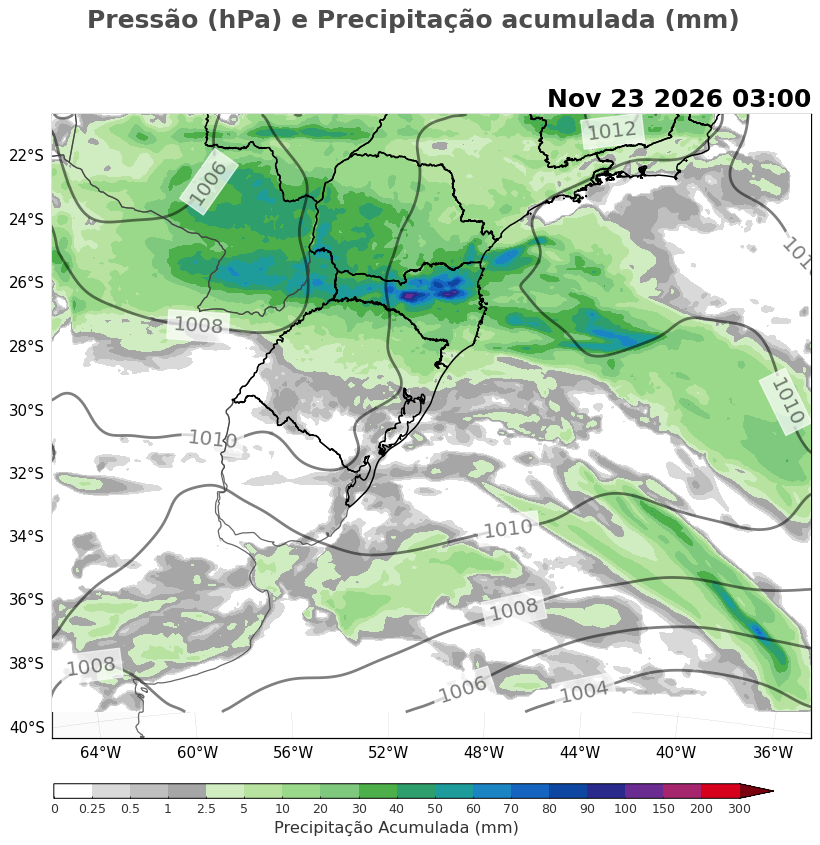 Pressão (hPa) e Precipitação acumulada (mm)
Nov 23 2026 03:00
1012
1006
1008
1010
1010
1010
1010
1008
1008
1006
1004
22°S
24°S
26°S
28°S
30°S
32°S
34°S
36°S
38°S
40°S
64°W 60°W 56°W 52°W 48°W 44°W 40°W 36°W
0 0.25 0.5 1 2.5 5 10 20 30 40 50 60 70 80 90 100 150 200 300
Precipitação Acumulada (mm)